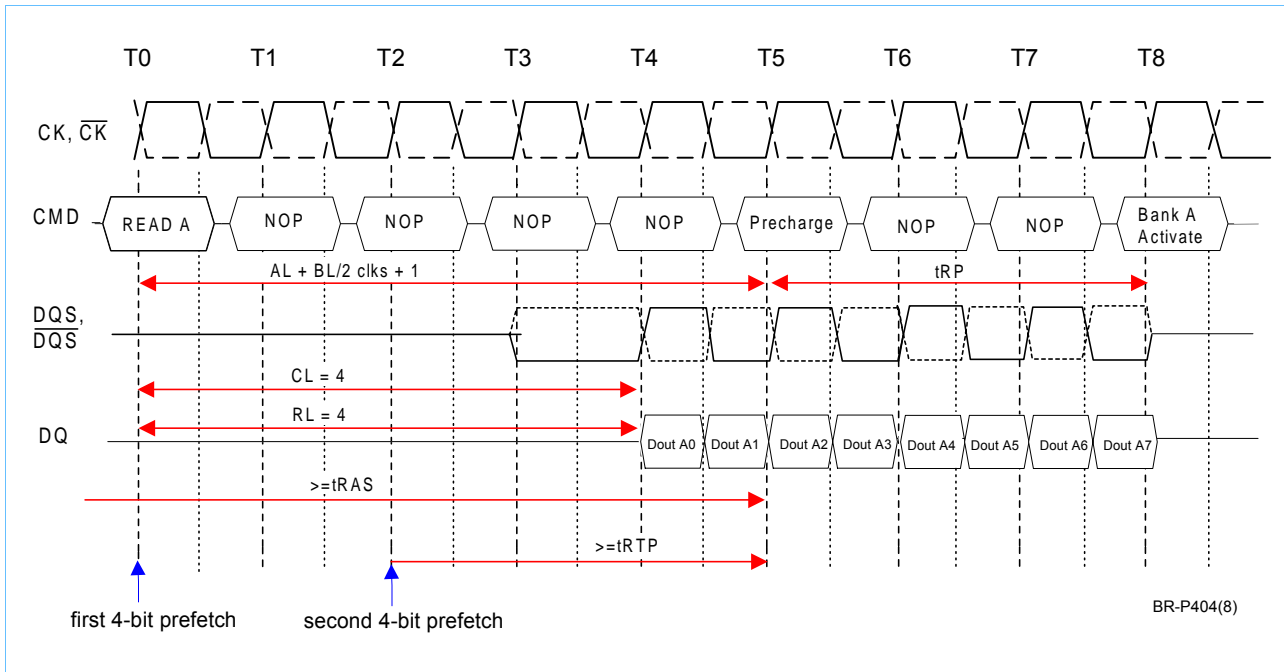 T0 T1 T2 T3 T4 T5 T6 T7 T8
CK, CK
CMD READ A NOP NOP NOP NOP Precharge NOP NOP Bank A Activate
AL + BL/2 clks + 1 tRP
DQS,
DQS
CL = 4
RL = 4
DQ Dout A0 Dout A1 Dout A2 Dout A3 Dout A4 Dout A5 Dout A6 Dout A7
>=tRAS
>=tRTP
first 4-bit prefetch second 4-bit prefetch
BR-P404(8)